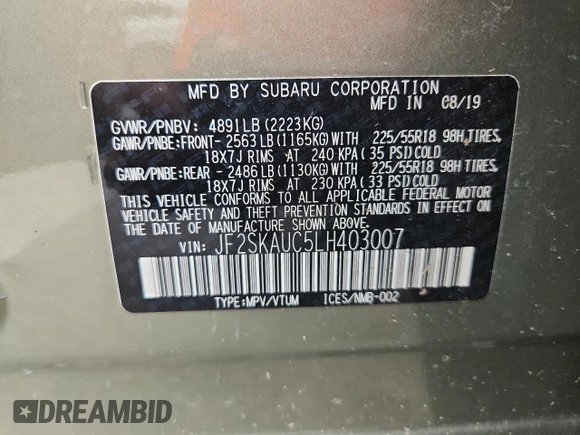 MFD BY SUBARU CORPORATION
MFD IN 08/19
GVWR/PNBV: 4891LB (2223KG)
GAWR/PNBE:FRONT- 2563LB (1165KG)WITH 225/55R18 98H TIRES,
18X7J RIMS AT 240 KPA (35 PSI) COLD
GAWR/PNBE:REAR - 2486LB (1130KG)WITH 225/55R18 98H TIRES,
18X7J RIMS AT 230 KPA (33 PSI) COLD
THIS VEHICLE CONFORMS TO ALL APPLICABLE FEDERAL MOTOR
VEHICLE SAFETY AND THEFT PREVENTION STANDARDS IN EFFECT ON
THE DATE OF MANUFACTURE SHOWN ABOVE.
VIN: JF2SKAUC5LH403007
TYPE:MPV/VTUM ICES/NMB-002
DREAMBID